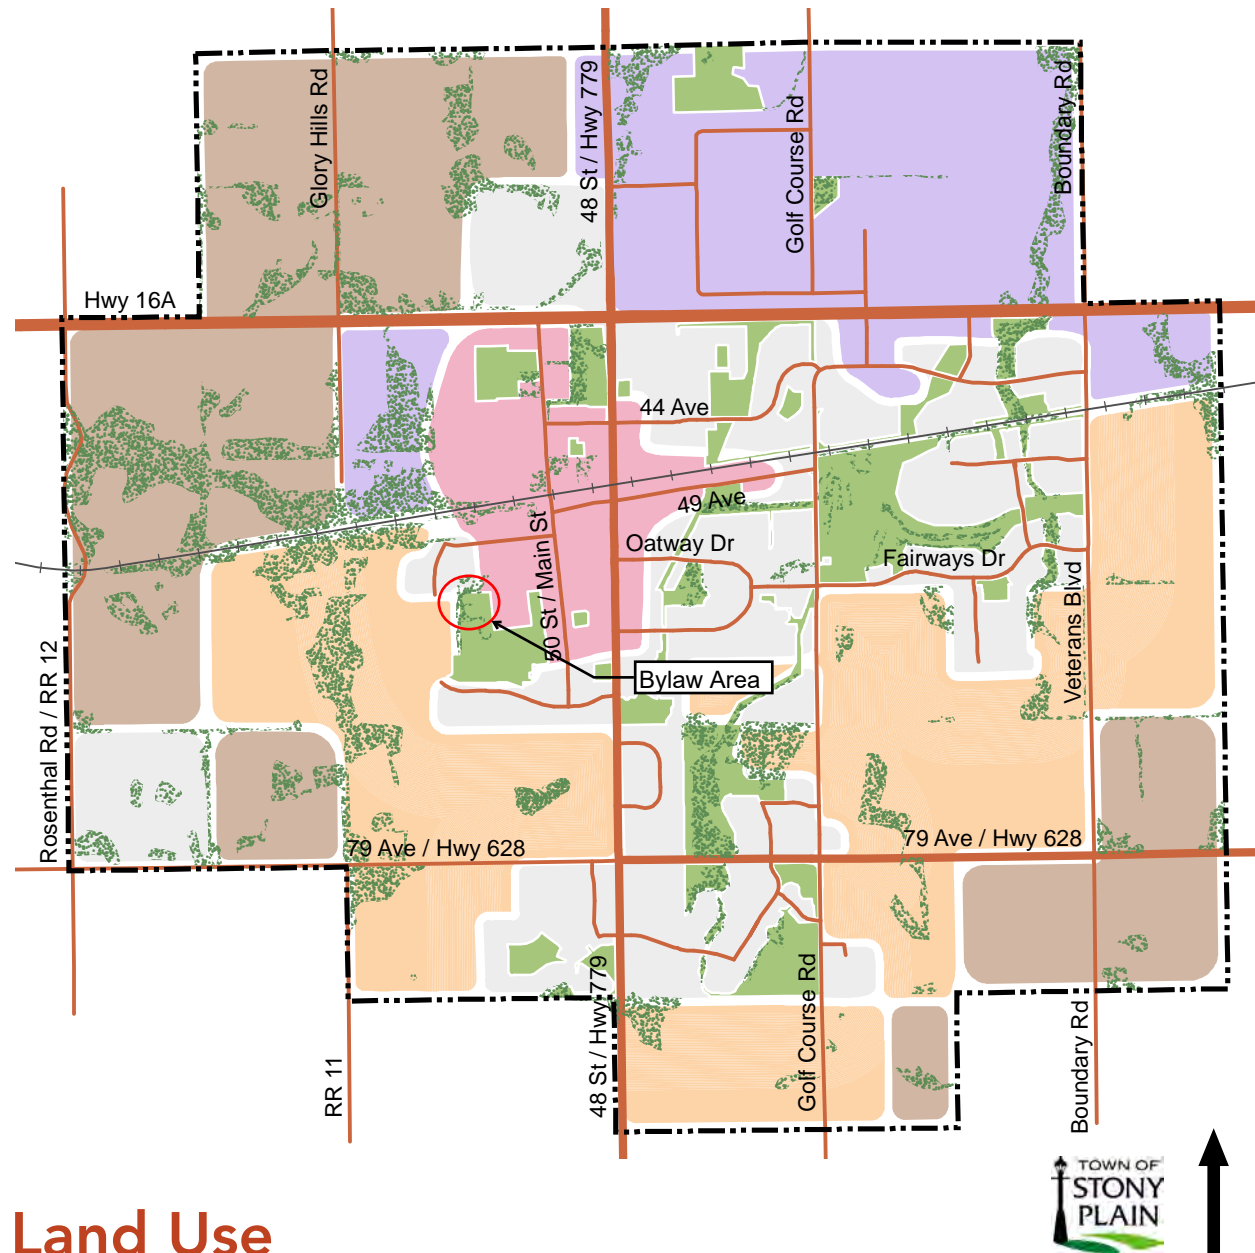 48 St / Hwy 779
Glory Hills Rd
Golf Course Rd
Boundary Rd
Hwy 16A
44 Ave
49 Ave
50 St / Main St
Oatway Dr
Fairways Dr
Veterans Blvd
Rosenthal Rd / RR 12
Bylaw Area
79 Ave / Hwy 628
79 Ave / Hwy 628
48 St / Hwy 779
Golf Course Rd
RR 11
Boundary Rd
TOWN OF
STONY
PLAIN
Land Use